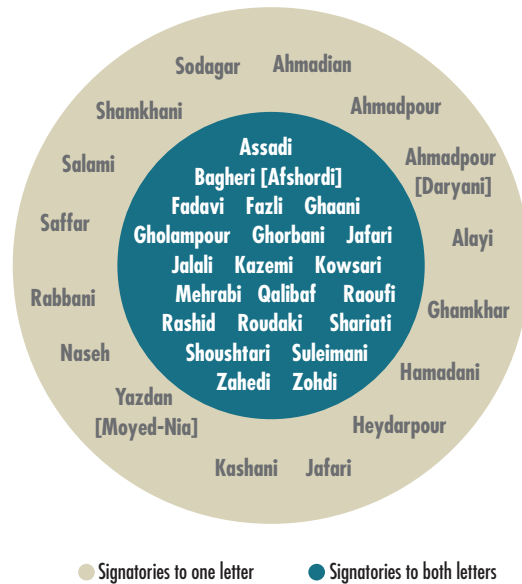 Sodagar
Ahmadian
Shamkhani
Ahmadpour
Salami
Ahmadpour
[Daryani]
Saffar
Alayi
Rabbani
Ghamkhar
Naseh
Hamadani
Yazdan
[Moyed-Nia]
Heydarpour
Kashani
Jafari
Assadi
Bagheri [Afshordi]
Fadavi Fazli Ghaani
Gholampour Ghorbani Jafari
Jalali Kazemi Kowsari
Mehrabi Qalibaf Raoufi
Rashid Roudaki Shariati
Shoushtari Suleimani
Zahedi Zohdi
Signatories to one letter
Signatories to both letters